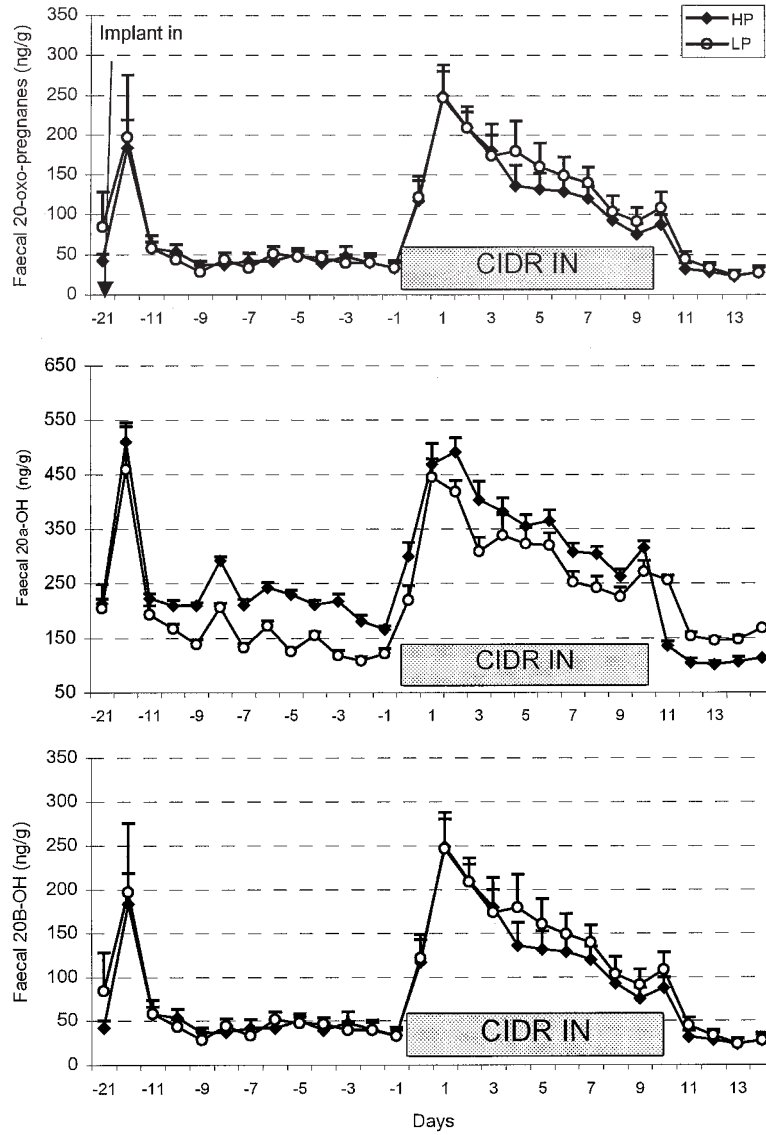 350
300
250
200
150
100
50
0
Faecal 20-oxo-pregnanes (ng/g)
Implant in
HP
LP
CIDR IN
-21 -11 -9 -7 -5 -3 -1 1 3 5 7 9 11 13
650
550
450
350
250
150
50
Faecal 20a-OH (ng/g)
CIDR IN
-21 -11 -9 -7 -5 -3 -1 1 3 5 7 9 11 13
350
300
250
200
150
100
50
0
Faecal 20B-OH (ng/g)
CIDR IN
-21 -11 -9 -7 -5 -3 -1 1 3 5 7 9 11 13
Days